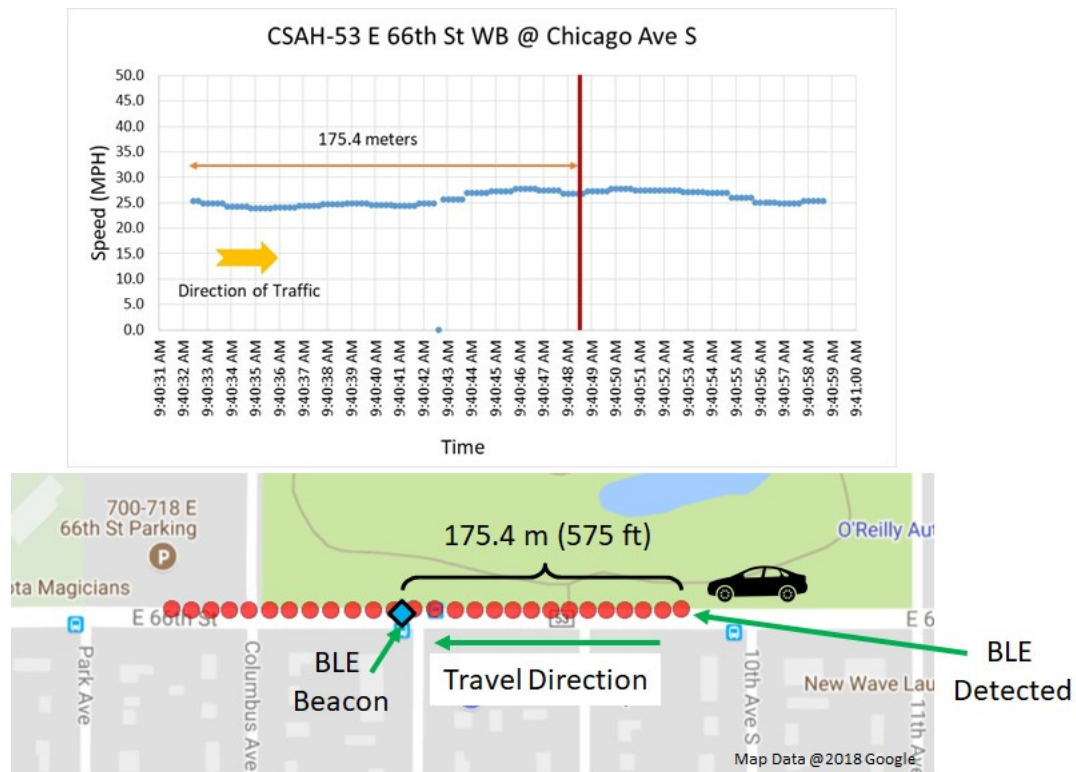 CSAH-53 E 66th St WB @ Chicago Ave S
50.0
45.0
40.0
35.0
30.0
25.0
20.0
15.0
10.0
5.0
0.0
Speed (MPH)
175.4 meters
Direction of Traffic
9:40:31 AM
9:40:32 AM
9:40:33 AM
9:40:34 AM
9:40:35 AM
9:40:36 AM
9:40:37 AM
9:40:38 AM
9:40:39 AM
9:40:40 AM
9:40:41 AM
9:40:42 AM
9:40:43 AM
9:40:45 AM
9:40:46 AM
9:40:47 AM
9:40:48 AM
9:40:49 AM
9:40:50 AM
9:40:51 AM
9:40:52 AM
9:40:53 AM
9:40:54 AM
9:40:55 AM
9:40:56 AM
9:40:57 AM
9:40:58 AM
9:40:59 AM
9:41:00 AM
Time
700-718 E
66th St Parking
P
175.4 m (575 ft)
O'Reilly Aut
ota Magicians
E 66th St
53
E 6
Park Ave
Columbus Ave
BLE
Beacon
Travel Direction
10th Ave S
New Wave Lau
11th Ave
BLE
Detected
Map Data @2018 Google